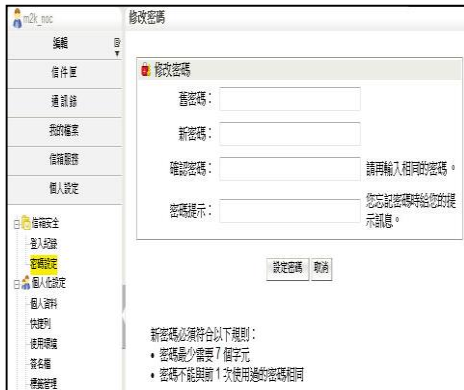 m2k_noc
編輯
信件匣
通訊錄
我的檔案
信箱服務
個人設定
信箱安全
登入紀錄
密碼設定
個人化設定
個人資料
快捷列
使用環境
簽名檔
標籤管理
修改密碼
修改密碼
舊密碼：
新密碼：
確認密碼： 請再輸入相同的密碼。
密碼提示： 您忘記密碼時給您的提
示訊息。
設定密碼 取消
新密碼必須符合以下規則：
• 密碼最少需要 7 個字元
• 密碼不能與前 1 次使用過的密碼相同